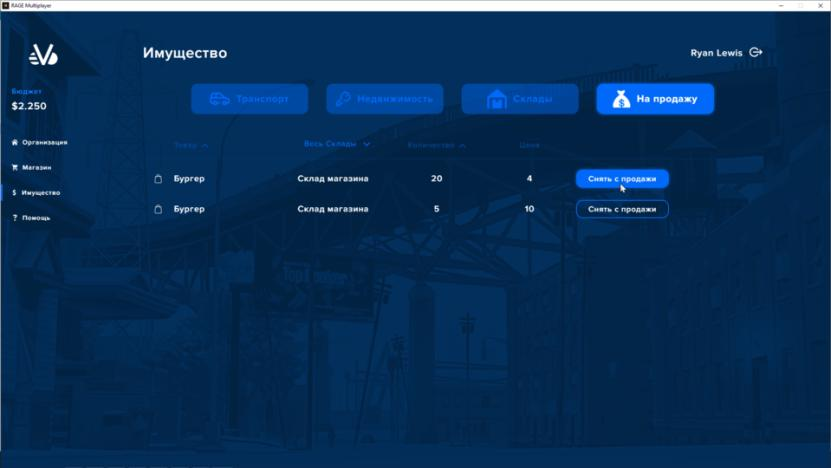 RAGE Multiplayer
Имущество
Ryan Lewis
Бюджет
$2.250
Транспорт
Недвижимость
Склады
На продажу
Организация
Магазин
$ Имущество
? Помощь
Товар
Весь Склады
Количество
Цена
Бургер Склад магазина 20 4 Снять с продажи
Бургер Склад магазина 5 10 Снять с продажи